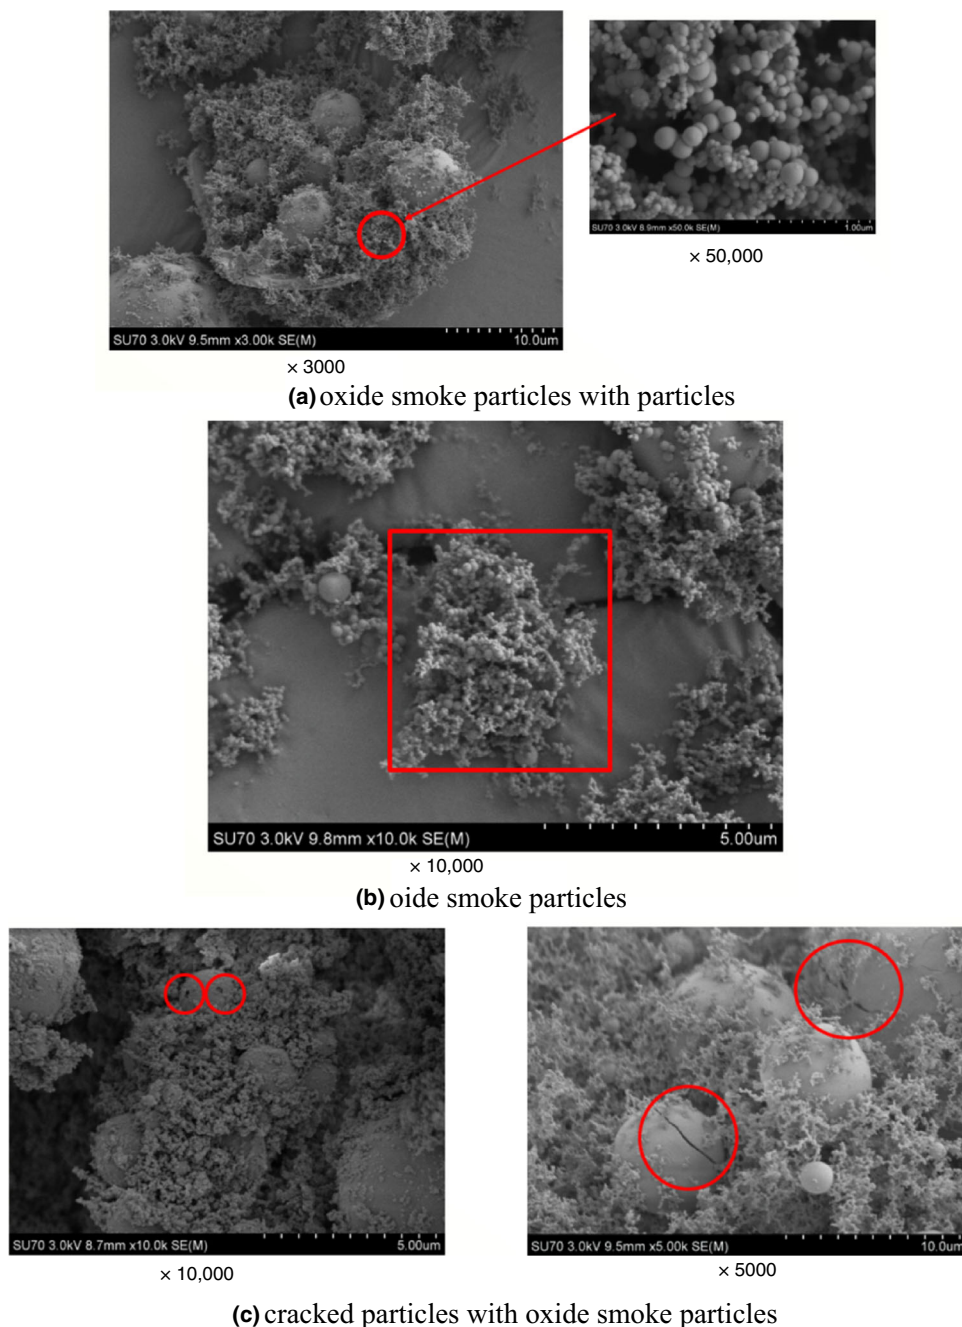 SU70 3.0kV 8.9mm x50.0k SE(M) 1.00um
× 50,000
SU70 3.0kV 9.5mm x3.00k SE(M) 10.0um
× 3000
(a) oxide smoke particles with particles
SU70 3.0kV 9.8mm x10.0k SE(M) 5.00um
× 10,000
(b) oide smoke particles
SU70 3.0kV 8.7mm x10.0k SE(M) 5.00um
× 10,000
SU70 3.0kV 9.5mm x5.00k SE(M) 10.0um
× 5000
(c) cracked particles with oxide smoke particles